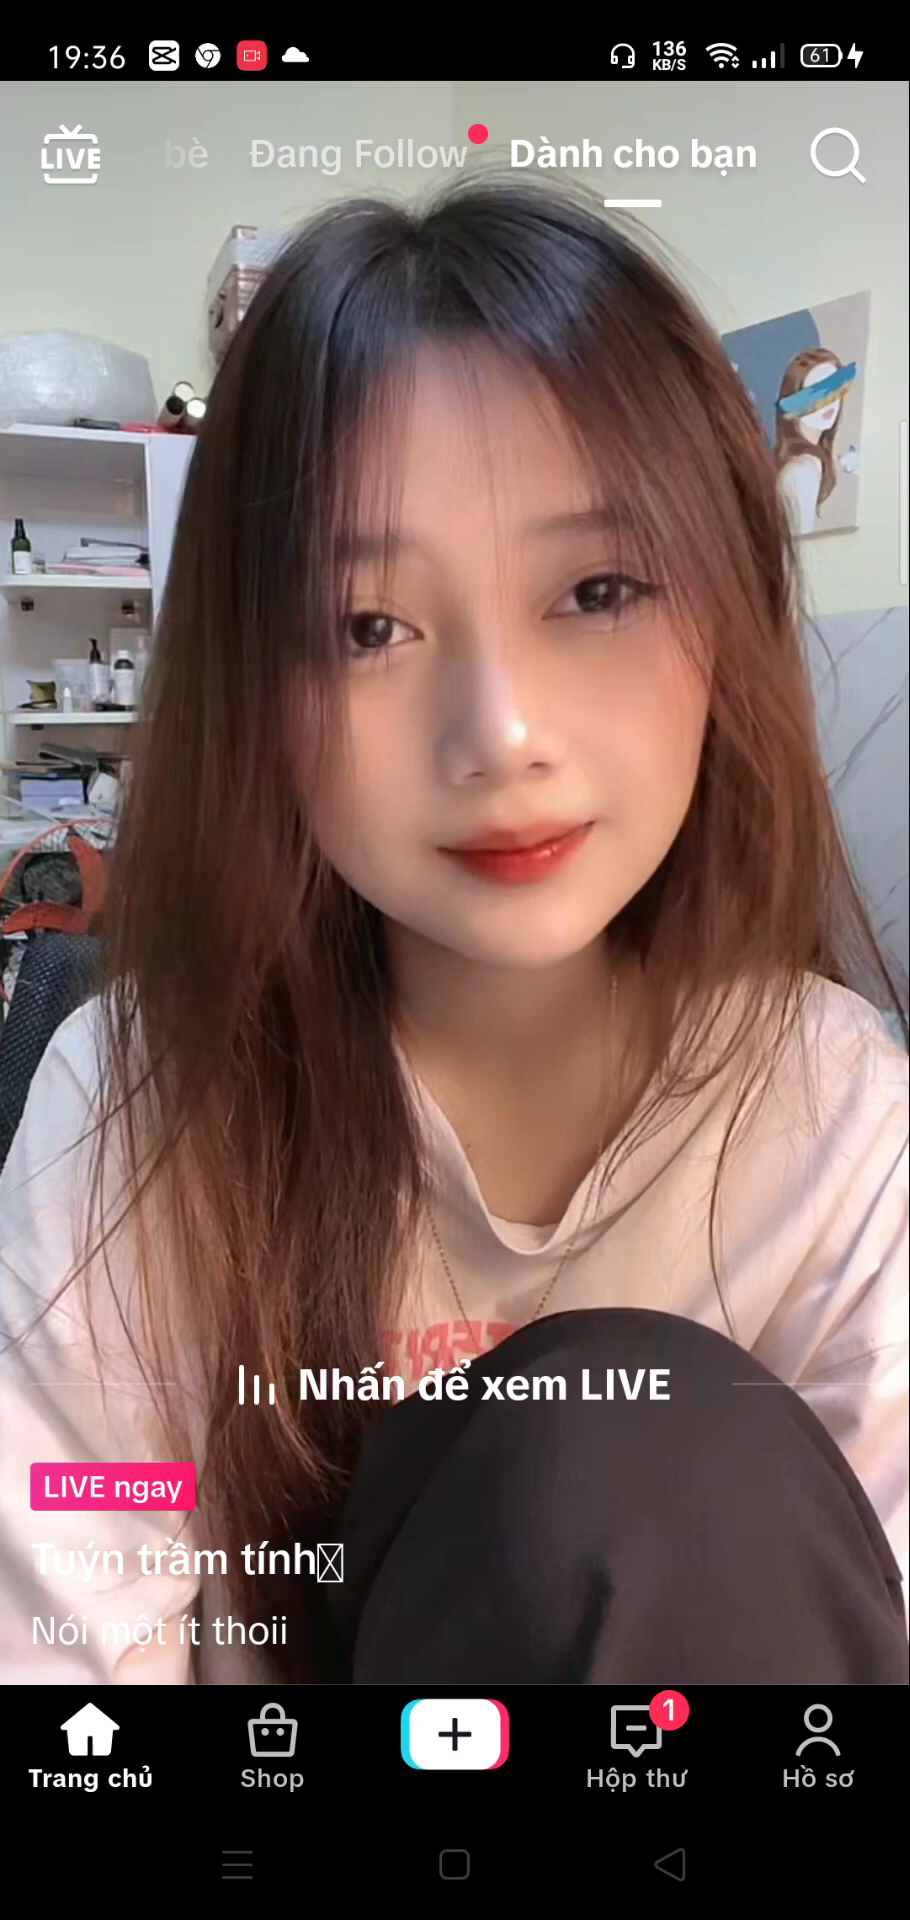 19:36
136
KB/S
61
LIVE
bè
Đang Follow
Dành cho bạn
Nhấn để xem LIVE
LIVE ngay
Tuýn trầm tính
Nói một ít thoii
1
Trang chủ
Shop
Hộp thư
Hồ sơ